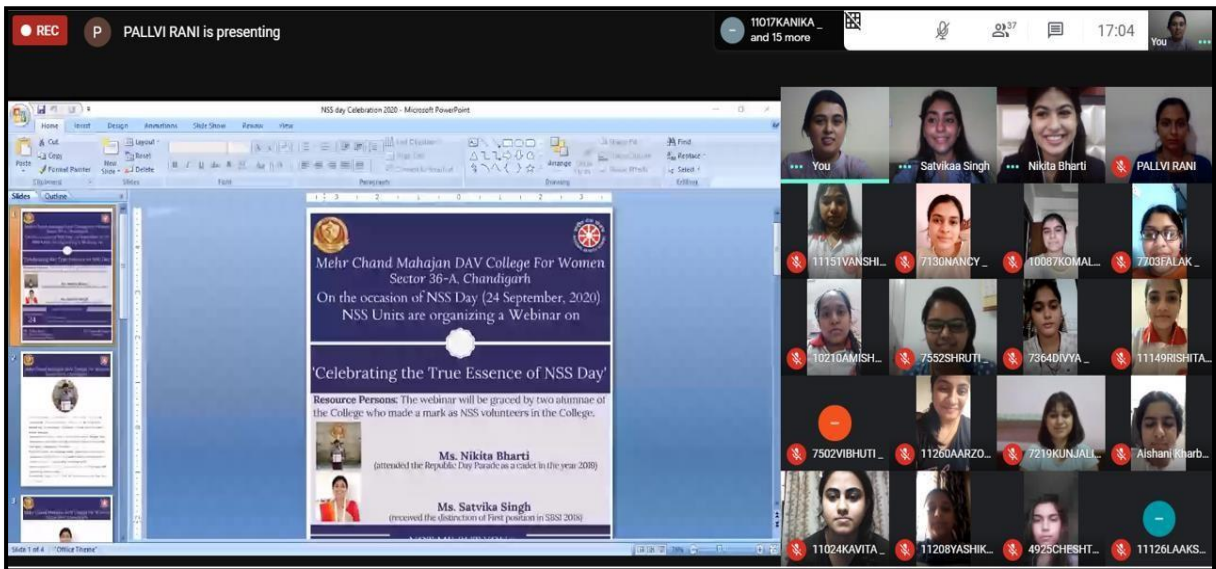 REC
P
PALLVI RANI is presenting
11017KANIKA_
and 15 more
37
17:04
You
NSS day Celebration 2020 - Microsoft PowerPoint
Home Insert Design Animations Slide Show Review View
Paste
Cut
Copy
Format Painter
Clipboard
New
Slide
Layout
Reset
Delete
Slides
Font
Paragraph
Arrange
Drawing
Find
Replace
Select
Editing
Slides Outline
Mehr Chand Mahajan DAV College For Women
Sector 36-A, Chandigarh
On the occasion of NSS Day (24 September, 2020)
NSS Units are organizing a Webinar on
'Celebrating the True Essence of NSS Day'
Resource Persons: The webinar will be graced by two alumnae of
the College who made a mark as NSS volunteers in the College.
Ms. Nikita Bharti
(attended the Republic Day Parade as a cadet in the year 2019)
Ms. Satvika Singh
(received the distinction of First position in SBSI 2018)
Slide 1 of 4 "Office Theme"
You
Satvikaa Singh
Nikita Bharti
PALLVI RANI
11151VANSHI...
7130NANCY_
10087KOMAL...
7703FALAK_
10210AMISH...
7552SHRUTI_
7364DIVYA_
11149RISHITA...
7502VIBHUTI_
11260AARZO...
7219KUNJALI...
Aishani Kharb...
11024KAVITA_
11208YASHIK...
4925CHESHT...
11126LAAKS...